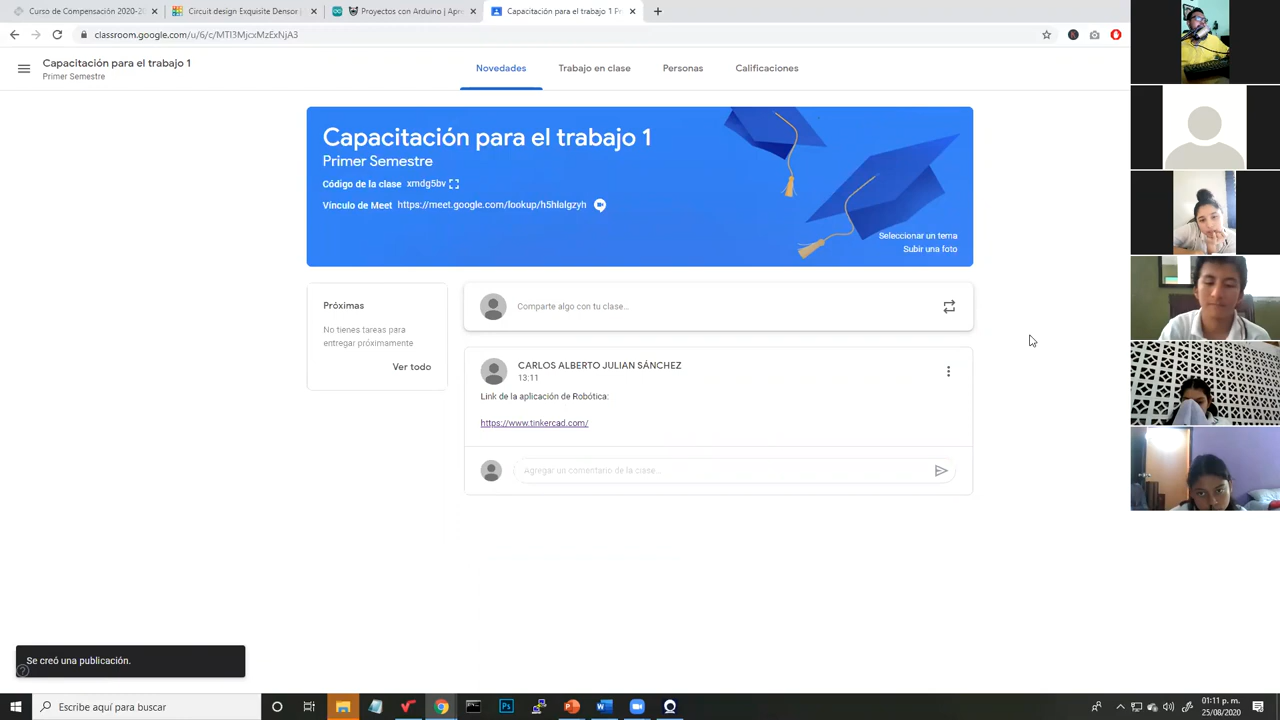 Curso de Compensación 2020-2
Circuit design Exquisite Densor |
Proyectos con Arduino | Apre
Capacitación para el trabajo 1 Pr
classroom.google.com/u/6/c/MTI3MjcxMzExNjA3
Capacitación para el trabajo 1
Primer Semestre
Novedades
Trabajo en clase
Personas
Calificaciones
Capacitación para el trabajo 1
Primer Semestre
Código de la clase xmdg5bv
Vínculo de Meet https://meet.google.com/lookup/h5hlalgzyh
Seleccionar un tema
Subir una foto
Próximas
No tienes tareas para
entregar próximamente
Ver todo
Comparte algo con tu clase...
CARLOS ALBERTO JULIAN SÁNCHEZ
13:11
Link de la aplicación de Robótica:
https://www.tinkercad.com/
Agregar un comentario de la clase...
Se creó una publicación.
Escribe aquí para buscar
01:11 p. m.
25/08/2020